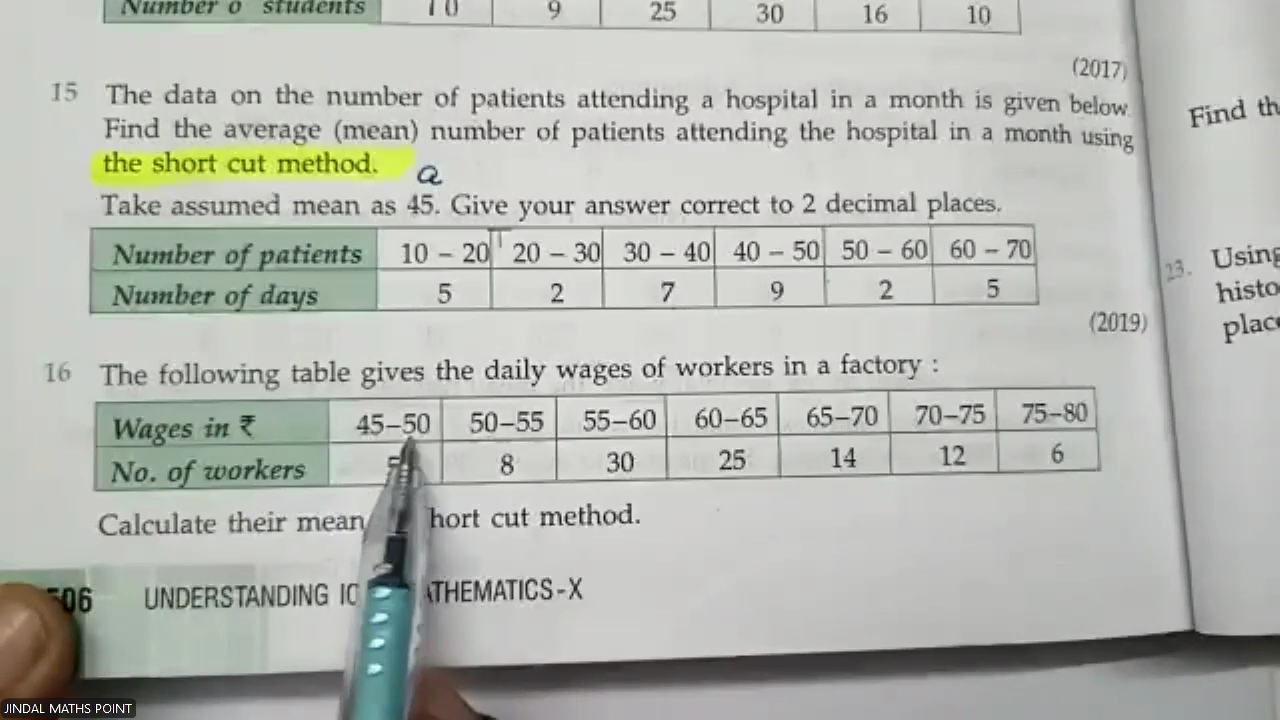 Number o students 10 9 25 30 16 10
(2017)
15 The data on the number of patients attending a hospital in a month is given below.
Find the average (mean) number of patients attending the hospital in a month using
the short cut method.
a
Take assumed mean as 45. Give your answer correct to 2 decimal places.
Number of patients 10 – 20 20 – 30 30 – 40 40 – 50 50 – 60 60 – 70
Number of days 5 2 7 9 2 5
(2019)
16 The following table gives the daily wages of workers in a factory :
Wages in ₹ 45–50 50–55 55–60 60–65 65–70 70–75 75–80
No. of workers 8 30 25 14 12 6
Calculate their mean hort cut method.
506 UNDERSTANDING IC ATHEMATICS-X
Find th
23. Using
histo
plac
JINDAL MATHS POINT